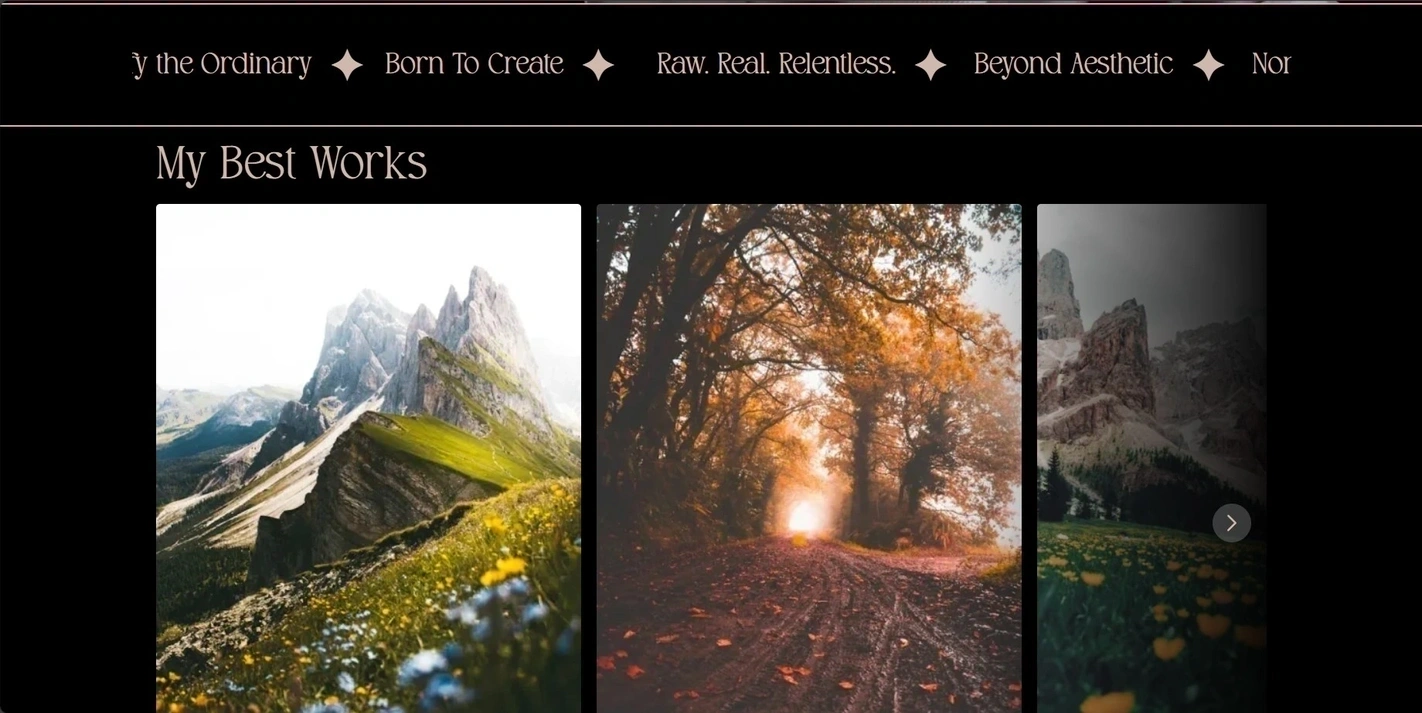 y the Ordinary ✦ Born To Create ✦ Raw. Real. Relentless. ✦ Beyond Aesthetic ✦ Nor
My Best Works